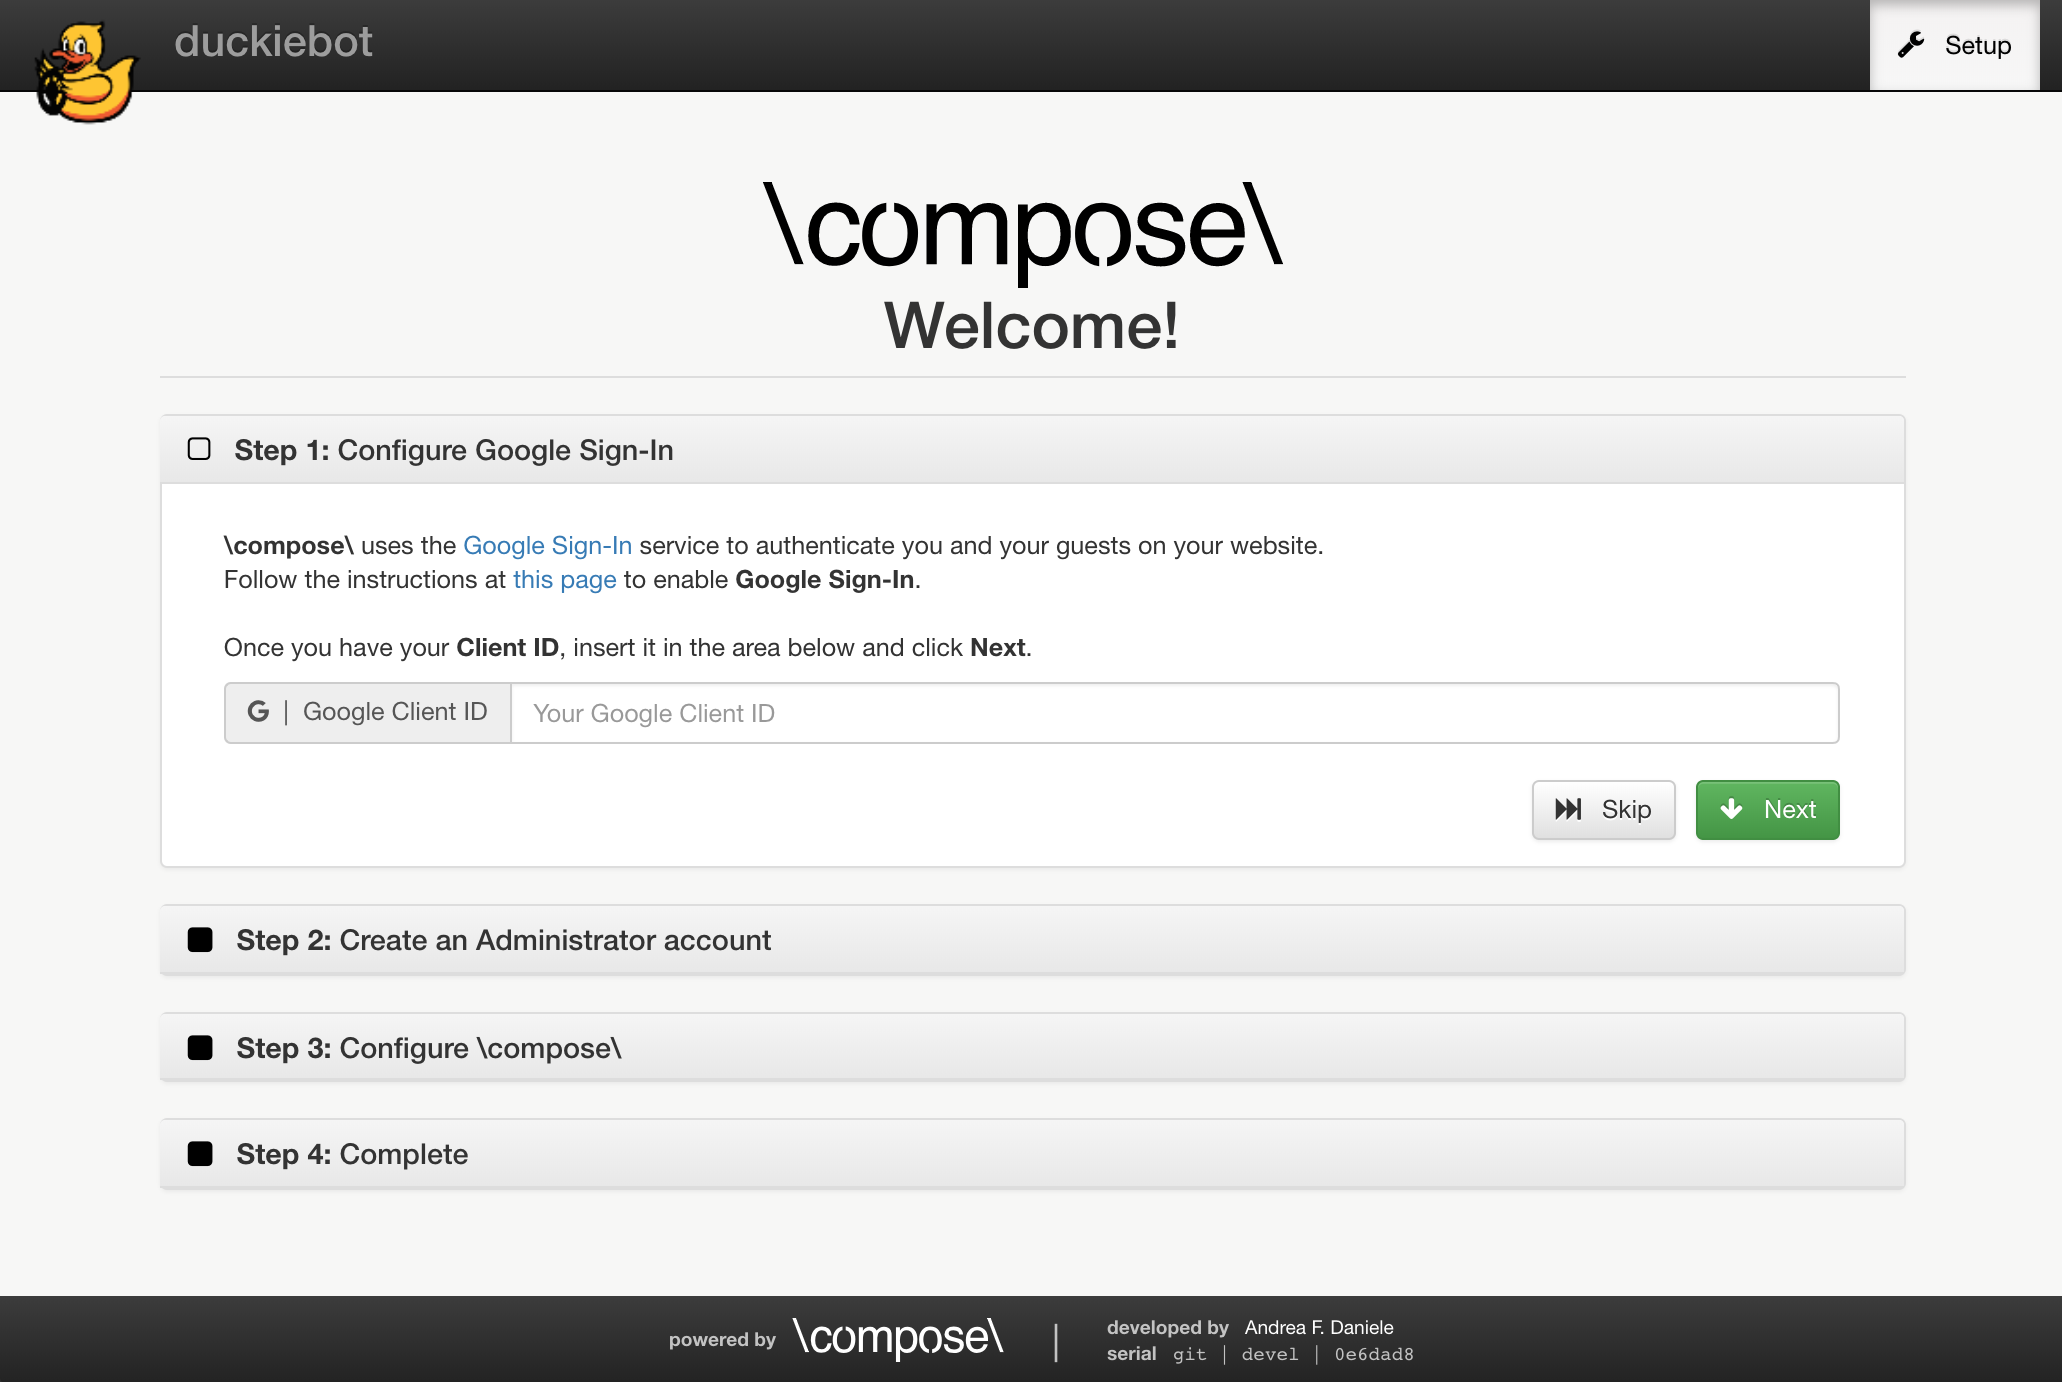 duckiebot
Setup
\compose\
Welcome!
Step 1: Configure Google Sign-In
\compose\ uses the Google Sign-In service to authenticate you and your guests on your website.
Follow the instructions at this page to enable Google Sign-In.
Once you have your Client ID, insert it in the area below and click Next.
G | Google Client ID Your Google Client ID
Skip Next
Step 2: Create an Administrator account
Step 3: Configure \compose\
Step 4: Complete
powered by \compose\ | developed by Andrea F. Daniele
serial git | devel | 0e6dad8